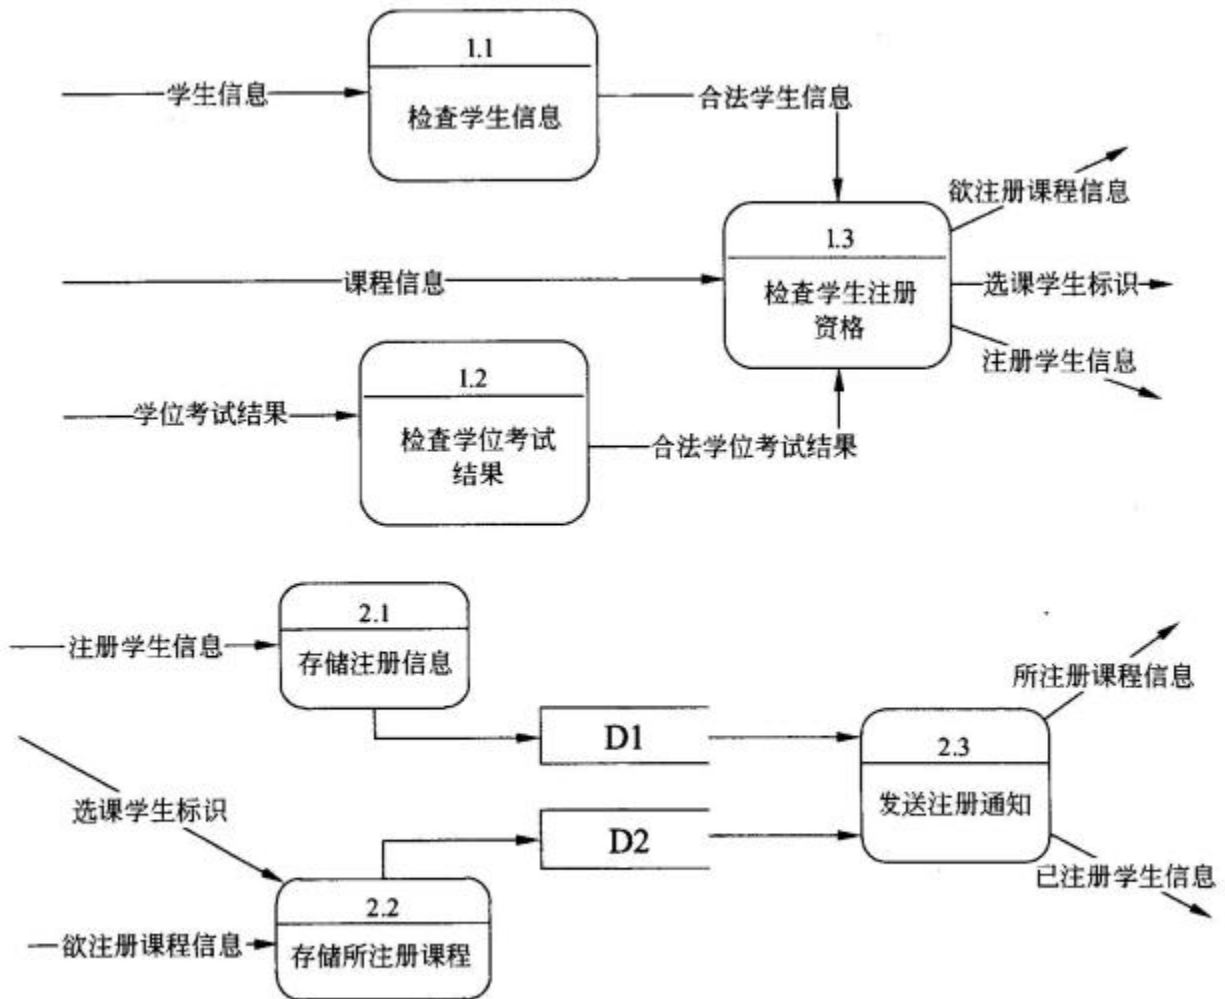 1.1
学生信息
检查学生信息
合法学生信息
欲注册课程信息
1.3
课程信息
检查学生注册
资格
选课学生标识
注册学生信息
1.2
学位考试结果
检查学位考试
结果
合法学位考试结果
2.1
注册学生信息
存储注册信息
所注册课程信息
D1
2.3
选课学生标识
发送注册通知
D2
已注册学生信息
2.2
欲注册课程信息
存储所注册课程